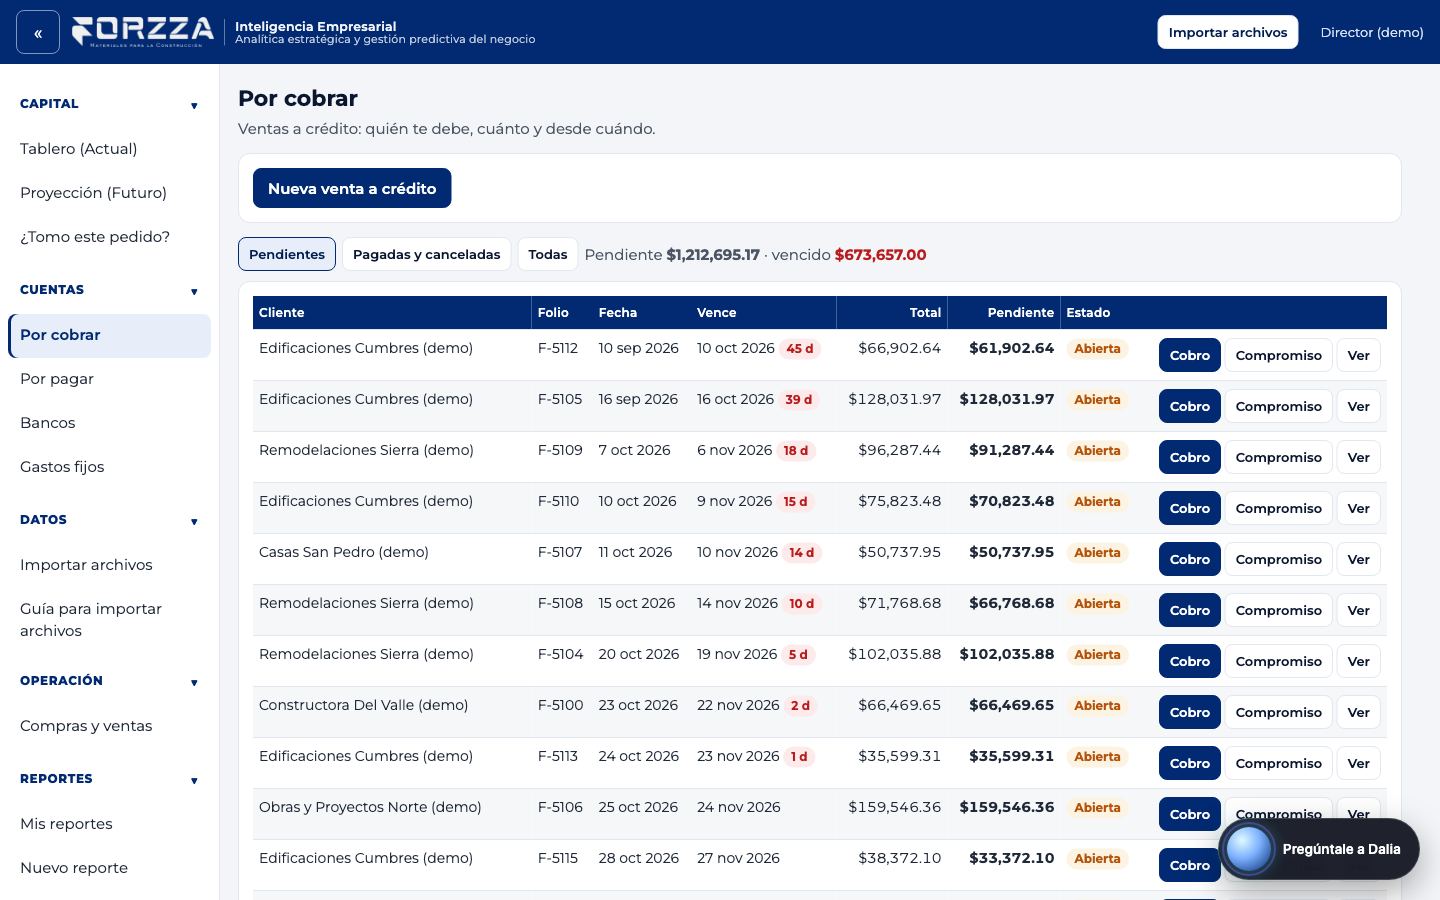 «
FORZZA
Materiales para la Construcción
Inteligencia Empresarial
Analítica estratégica y gestión predictiva del negocio
Importar archivos
Director (demo)
CAPITAL ▼
Tablero (Actual)
Proyección (Futuro)
¿Tomo este pedido?
CUENTAS ▼
Por cobrar
Por pagar
Bancos
Gastos fijos
DATOS ▼
Importar archivos
Guía para importar
archivos
OPERACIÓN ▼
Compras y ventas
REPORTES ▼
Mis reportes
Nuevo reporte
Por cobrar
Ventas a crédito: quién te debe, cuánto y desde cuándo.
Nueva venta a crédito
Pendientes Pagadas y canceladas Todas Pendiente $1,212,695.17 · vencido $673,657.00
Cliente Folio Fecha Vence Total Pendiente Estado
Edificaciones Cumbres (demo) F-5112 10 sep 2026 10 oct 2026 45 d $66,902.64 $61,902.64 Abierta Cobro Compromiso Ver
Edificaciones Cumbres (demo) F-5105 16 sep 2026 16 oct 2026 39 d $128,031.97 $128,031.97 Abierta Cobro Compromiso Ver
Remodelaciones Sierra (demo) F-5109 7 oct 2026 6 nov 2026 18 d $96,287.44 $91,287.44 Abierta Cobro Compromiso Ver
Edificaciones Cumbres (demo) F-5110 10 oct 2026 9 nov 2026 15 d $75,823.48 $70,823.48 Abierta Cobro Compromiso Ver
Casas San Pedro (demo) F-5107 11 oct 2026 10 nov 2026 14 d $50,737.95 $50,737.95 Abierta Cobro Compromiso Ver
Remodelaciones Sierra (demo) F-5108 15 oct 2026 14 nov 2026 10 d $71,768.68 $66,768.68 Abierta Cobro Compromiso Ver
Remodelaciones Sierra (demo) F-5104 20 oct 2026 19 nov 2026 5 d $102,035.88 $102,035.88 Abierta Cobro Compromiso Ver
Constructora Del Valle (demo) F-5100 23 oct 2026 22 nov 2026 2 d $66,469.65 $66,469.65 Abierta Cobro Compromiso Ver
Edificaciones Cumbres (demo) F-5113 24 oct 2026 23 nov 2026 1 d $35,599.31 $35,599.31 Abierta Cobro Compromiso Ver
Obras y Proyectos Norte (demo) F-5106 25 oct 2026 24 nov 2026 $159,546.36 $159,546.36 Abierta Cobro Compromiso Ver
Edificaciones Cumbres (demo) F-5115 28 oct 2026 27 nov 2026 $38,372.10 $33,372.10 Abierta Cobro
Pregúntale a Dalia